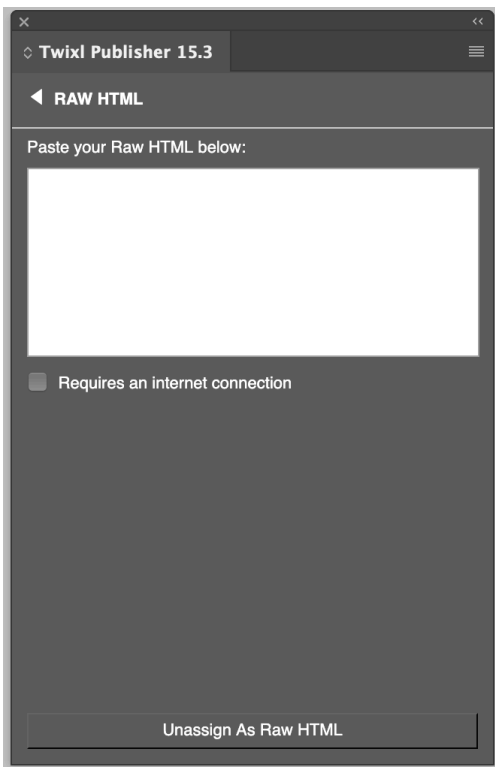 Twixl Publisher 15.3
RAW HTML
Paste your Raw HTML below:
Requires an internet connection
Unassign As Raw HTML